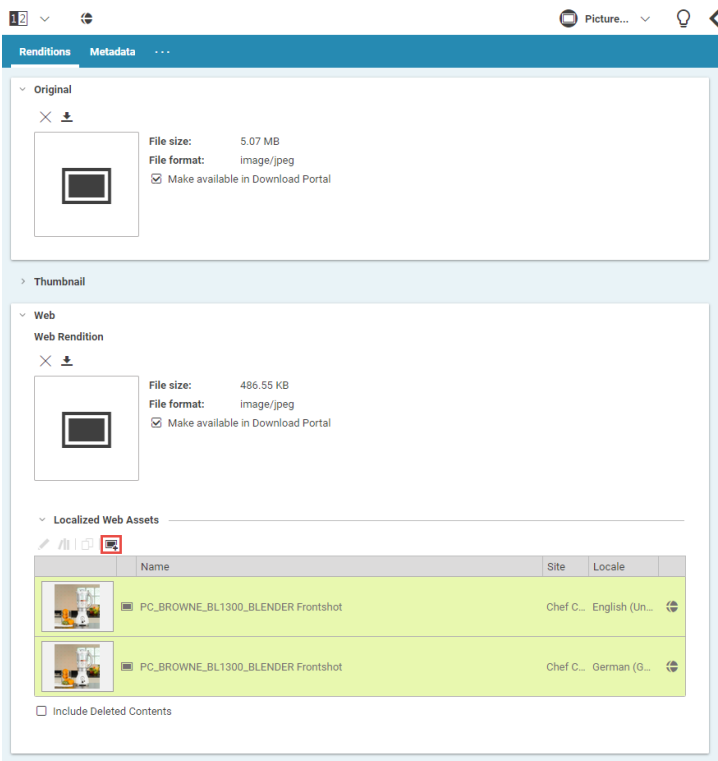 12
Picture...
Renditions Metadata ...
Original
File size: 5.07 MB
File format: image/jpeg
Make available in Download Portal
Thumbnail
Web
Web Rendition
File size: 486.55 KB
File format: image/jpeg
Make available in Download Portal
Localized Web Assets
Name Site Locale
PC_BROWNE_BL1300_BLENDER Frontshot Chef C... English (Un...
PC_BROWNE_BL1300_BLENDER Frontshot Chef C... German (G...
Include Deleted Contents